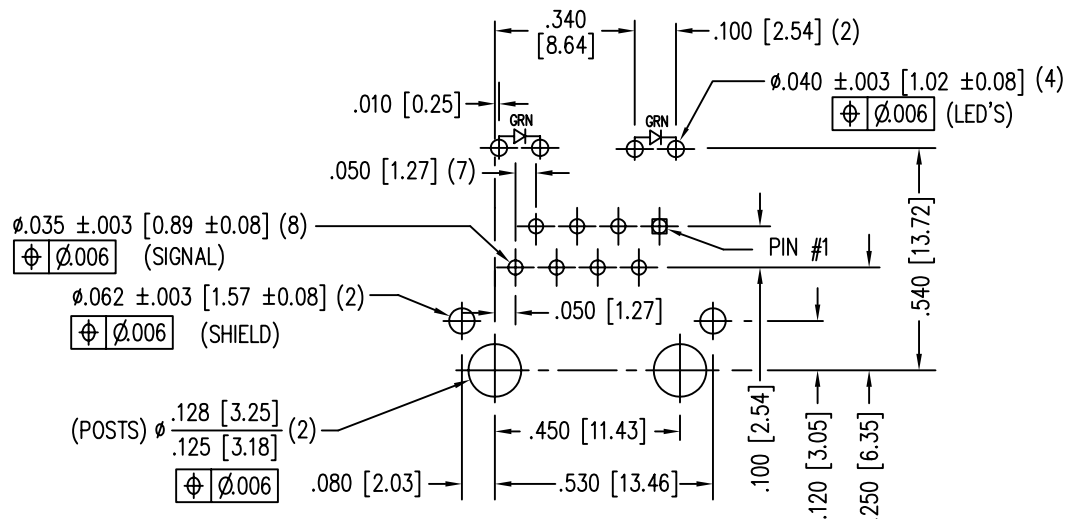 .340
[8.64]
.100 [2.54] (2)
ø.040 ±.003 [1.02 ±0.08] (4)
⌖ Ø.006 (LED'S)
.010 [0.25]
GRN
GRN
.050 [1.27] (7)
ø.035 ±.003 [0.89 ±0.08] (8)
⌖ Ø.006 (SIGNAL)
PIN #1
.540 [13.72]
ø.062 ±.003 [1.57 ±0.08] (2)
⌖ Ø.006 (SHIELD)
.050 [1.27]
(POSTS) ø .128 [3.25]
.125 [3.18] (2)
⌖ Ø.006
.450 [11.43]
.080 [2.03]
.530 [13.46]
.100 [2.54]
.120 [3.05]
.250 [6.35]